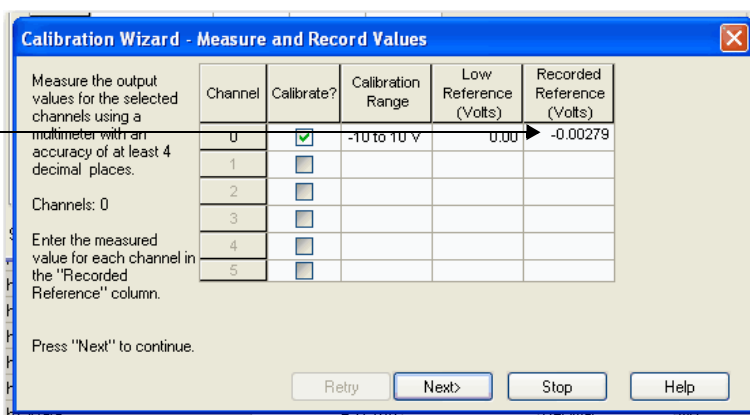 Calibration Wizard - Measure and Record Values
Measure the output
values for the selected
channels using a
multimeter with an
accuracy of at least 4
decimal places.
Channels: 0
Enter the measured
value for each channel in
the "Recorded
Reference" column.
Press "Next" to continue.
Channel Calibrate? Calibration Range Low Reference (Volts) Recorded Reference (Volts)
0 -10 to 10 V 0.00 -0.00279
1
2
3
4
5
Retry Next> Stop Help